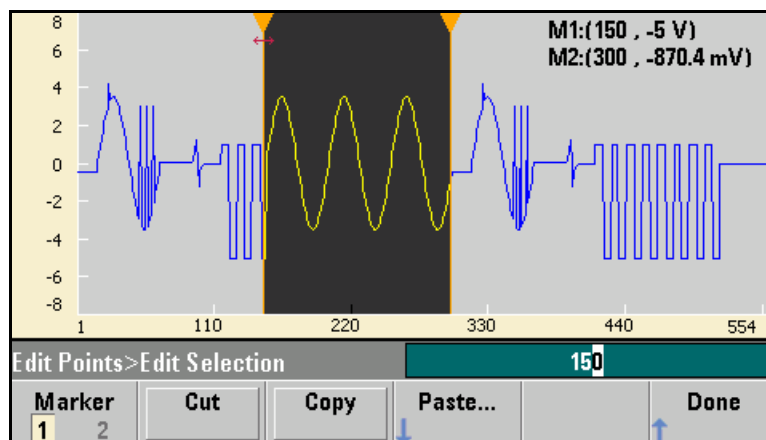 8
M1:(150 , -5 V)
6
M2:(300 , -870.4 mV)
4
2
0
-2
-4
-6
-8
1 110 220 330 440 554
Edit Points>Edit Selection 150
Marker Cut Copy Paste... Done
1 2